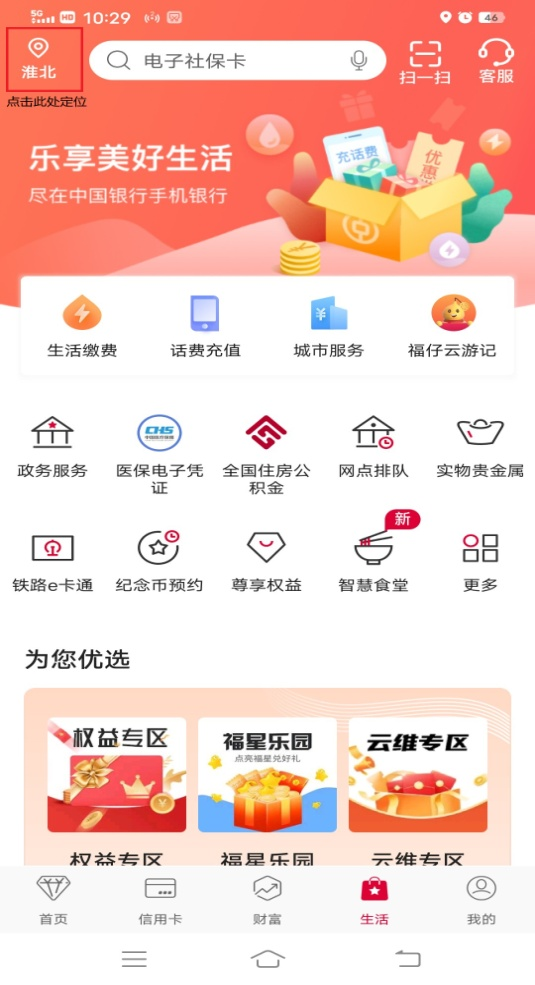 5G HD 10:29 46
淮北
电子社保卡
扫一扫
客服
点击此处定位
乐享美好生活
尽在中国银行手机银行
充话费
优惠
生活缴费
话费充值
城市服务
福仔云游记
政务服务
医保电子凭证
全国住房公积金
网点排队
实物贵金属
CHS
新
铁路e卡通
纪念币预约
尊享权益
智慧食堂
更多
为您优选
权益专区
福星乐园
点亮福星兑好礼
云维专区
权益专区
福星乐园
云维专区
首页
信用卡
财富
生活
我的